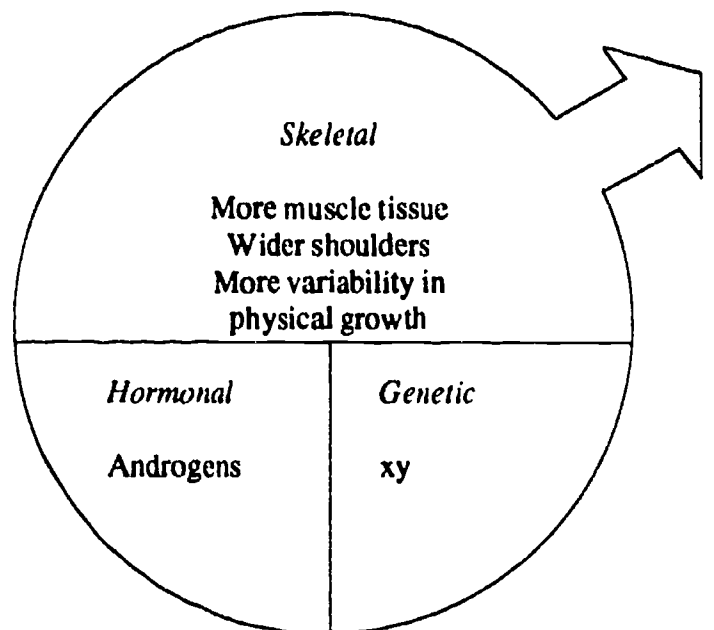 Skeletal
More muscle tissue
Wider shoulders
More variability in
physical growth
Hormonal
Genetic
Androgens
xy